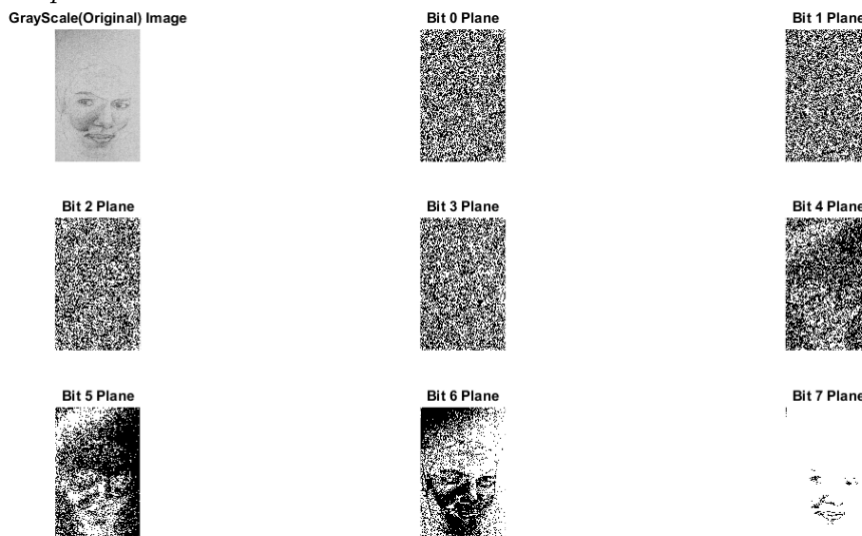 GrayScale(Original) Image
Bit 0 Plane
Bit 1 Plane
Bit 2 Plane
Bit 3 Plane
Bit 4 Plane
Bit 5 Plane
Bit 6 Plane
Bit 7 Plane